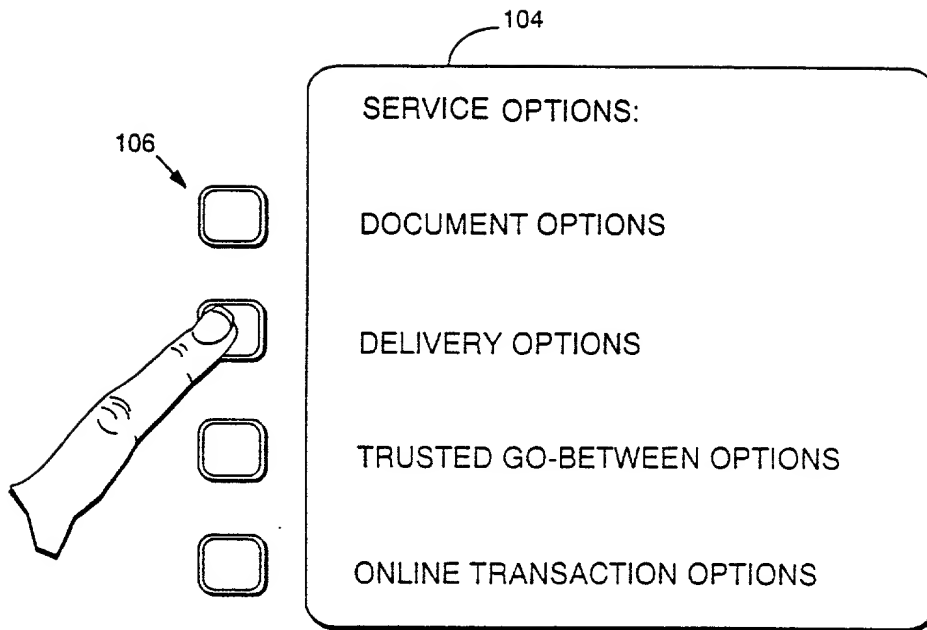 104
SERVICE OPTIONS:
106
DOCUMENT OPTIONS
DELIVERY OPTIONS
TRUSTED GO-BETWEEN OPTIONS
ONLINE TRANSACTION OPTIONS